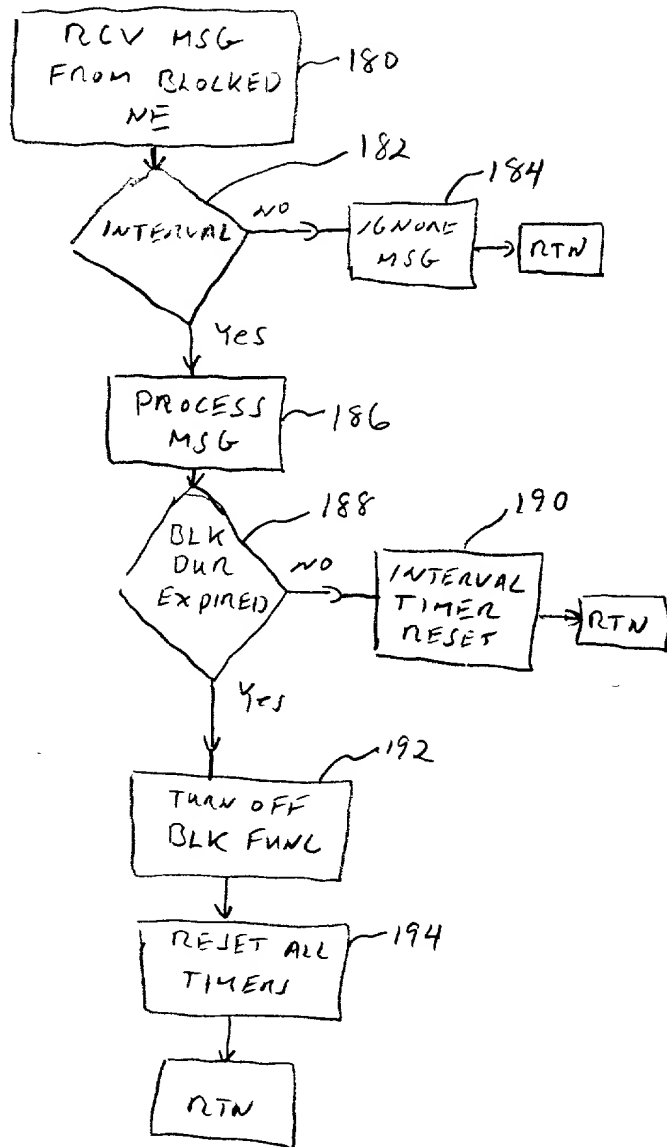 RCV MSG
FROM BLOCKED
NE
180
182
INTERVAL
NO
184
IGNORE
MSG
RTN
Yes
PROCESS
MSG
186
188
BLK
DUR
EXPIRED
NO
190
INTERVAL
TIMER
RESET
RTN
Yes
192
TURN OFF
BLK FUNC
194
RESET ALL
TIMERS
RTN